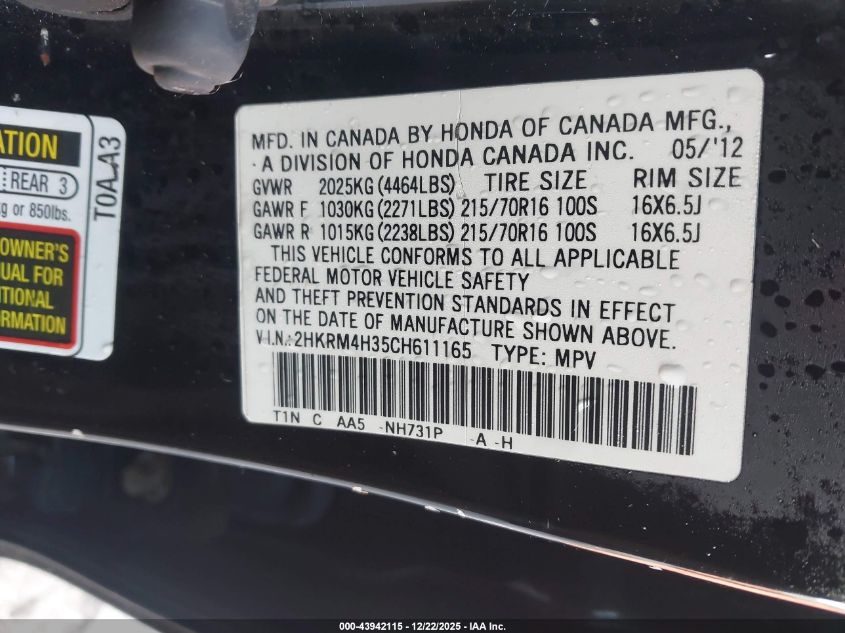 ATION
REAR 3
g or 850lbs.
OWNER'S
UAL FOR
ITIONAL
FORMATION
T0A A3
MFD. IN CANADA BY HONDA OF CANADA MFG.,
A DIVISION OF HONDA CANADA INC. 05/'12
GVWR 2025KG (4464LBS) TIRE SIZE RIM SIZE
GAWR F 1030KG (2271LBS) 215/70R16 100S 16X6.5J
GAWR R 1015KG (2238LBS) 215/70R16 100S 16X6.5J
THIS VEHICLE CONFORMS TO ALL APPLICABLE
FEDERAL MOTOR VEHICLE SAFETY
AND THEFT PREVENTION STANDARDS IN EFFECT
ON THE DATE OF MANUFACTURE SHOWN ABOVE.
V.I.N.:2HKRM4H35CH611165 TYPE: MPV
T1N C AA5 -NH731P -A -H
000-43942115 - 12/22/2025 - IAA Inc.